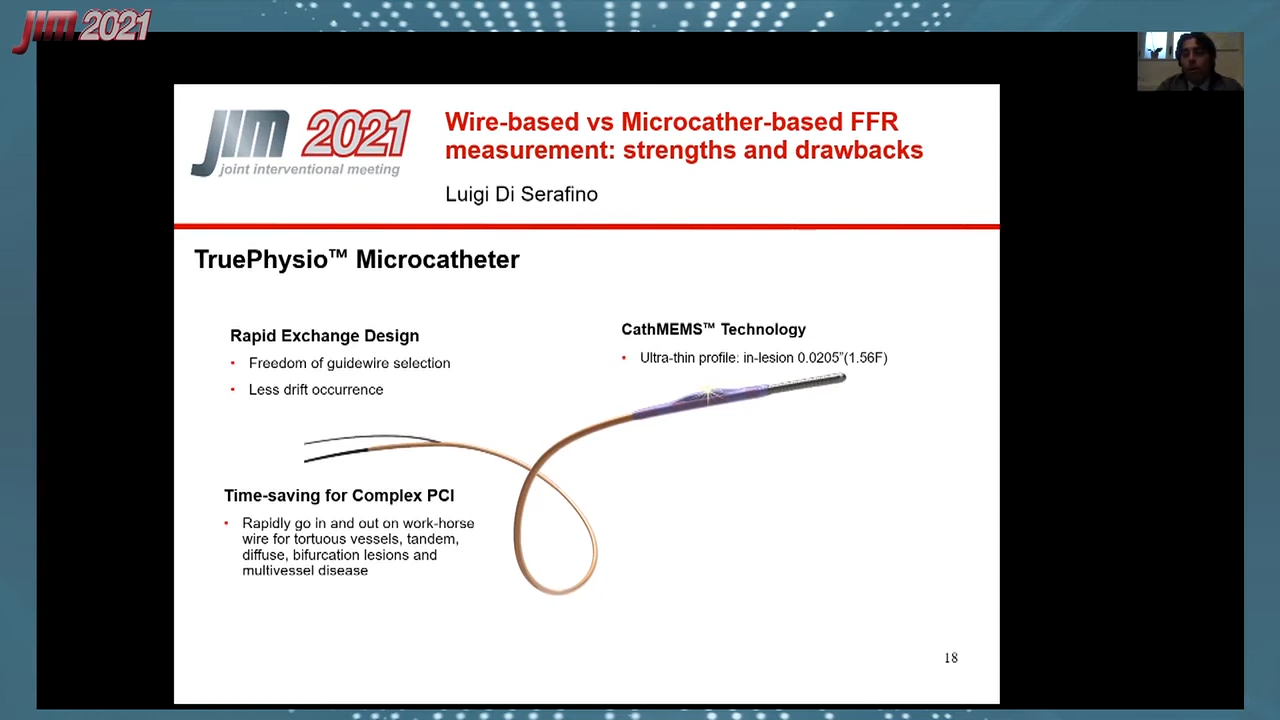 JIM 2021
JIM 2021
joint interventional meeting
Wire-based vs Microcather-based FFR
measurement: strengths and drawbacks
Luigi Di Serafino
TruePhysio™ Microcatheter
Rapid Exchange Design
• Freedom of guidewire selection
• Less drift occurrence
CathMEMS™ Technology
• Ultra-thin profile: in-lesion 0.0205”(1.56F)
Time-saving for Complex PCI
• Rapidly go in and out on work-horse
wire for tortuous vessels, tandem,
diffuse, bifurcation lesions and
multivessel disease
18